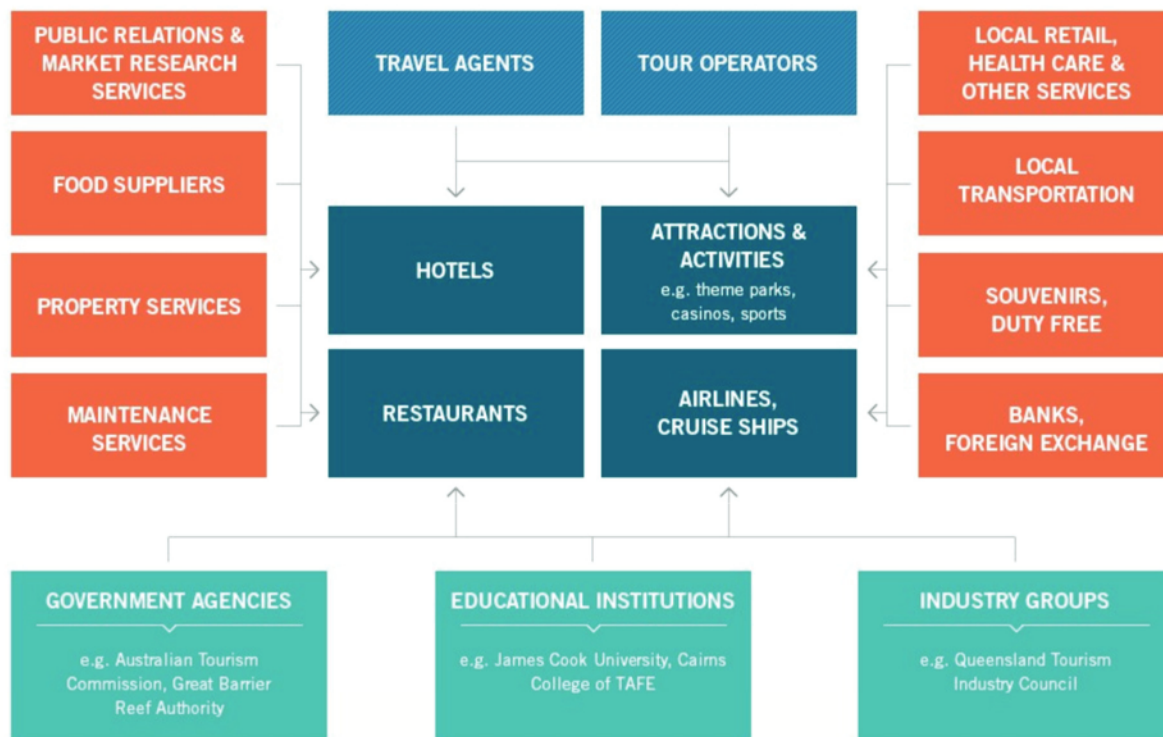 PUBLIC RELATIONS &
MARKET RESEARCH
SERVICES
TRAVEL AGENTS
TOUR OPERATORS
LOCAL RETAIL,
HEALTH CARE &
OTHER SERVICES
FOOD SUPPLIERS
LOCAL
TRANSPORTATION
HOTELS
ATTRACTIONS &
ACTIVITIES
e.g. theme parks,
casinos, sports
PROPERTY SERVICES
SOUVENIRS,
DUTY FREE
MAINTENANCE
SERVICES
RESTAURANTS
AIRLINES,
CRUISE SHIPS
BANKS,
FOREIGN EXCHANGE
GOVERNMENT AGENCIES
e.g. Australian Tourism
Commission, Great Barrier
Reef Authority
EDUCATIONAL INSTITUTIONS
e.g. James Cook University, Cairns
College of TAFE
INDUSTRY GROUPS
e.g. Queensland Tourism
Industry Council